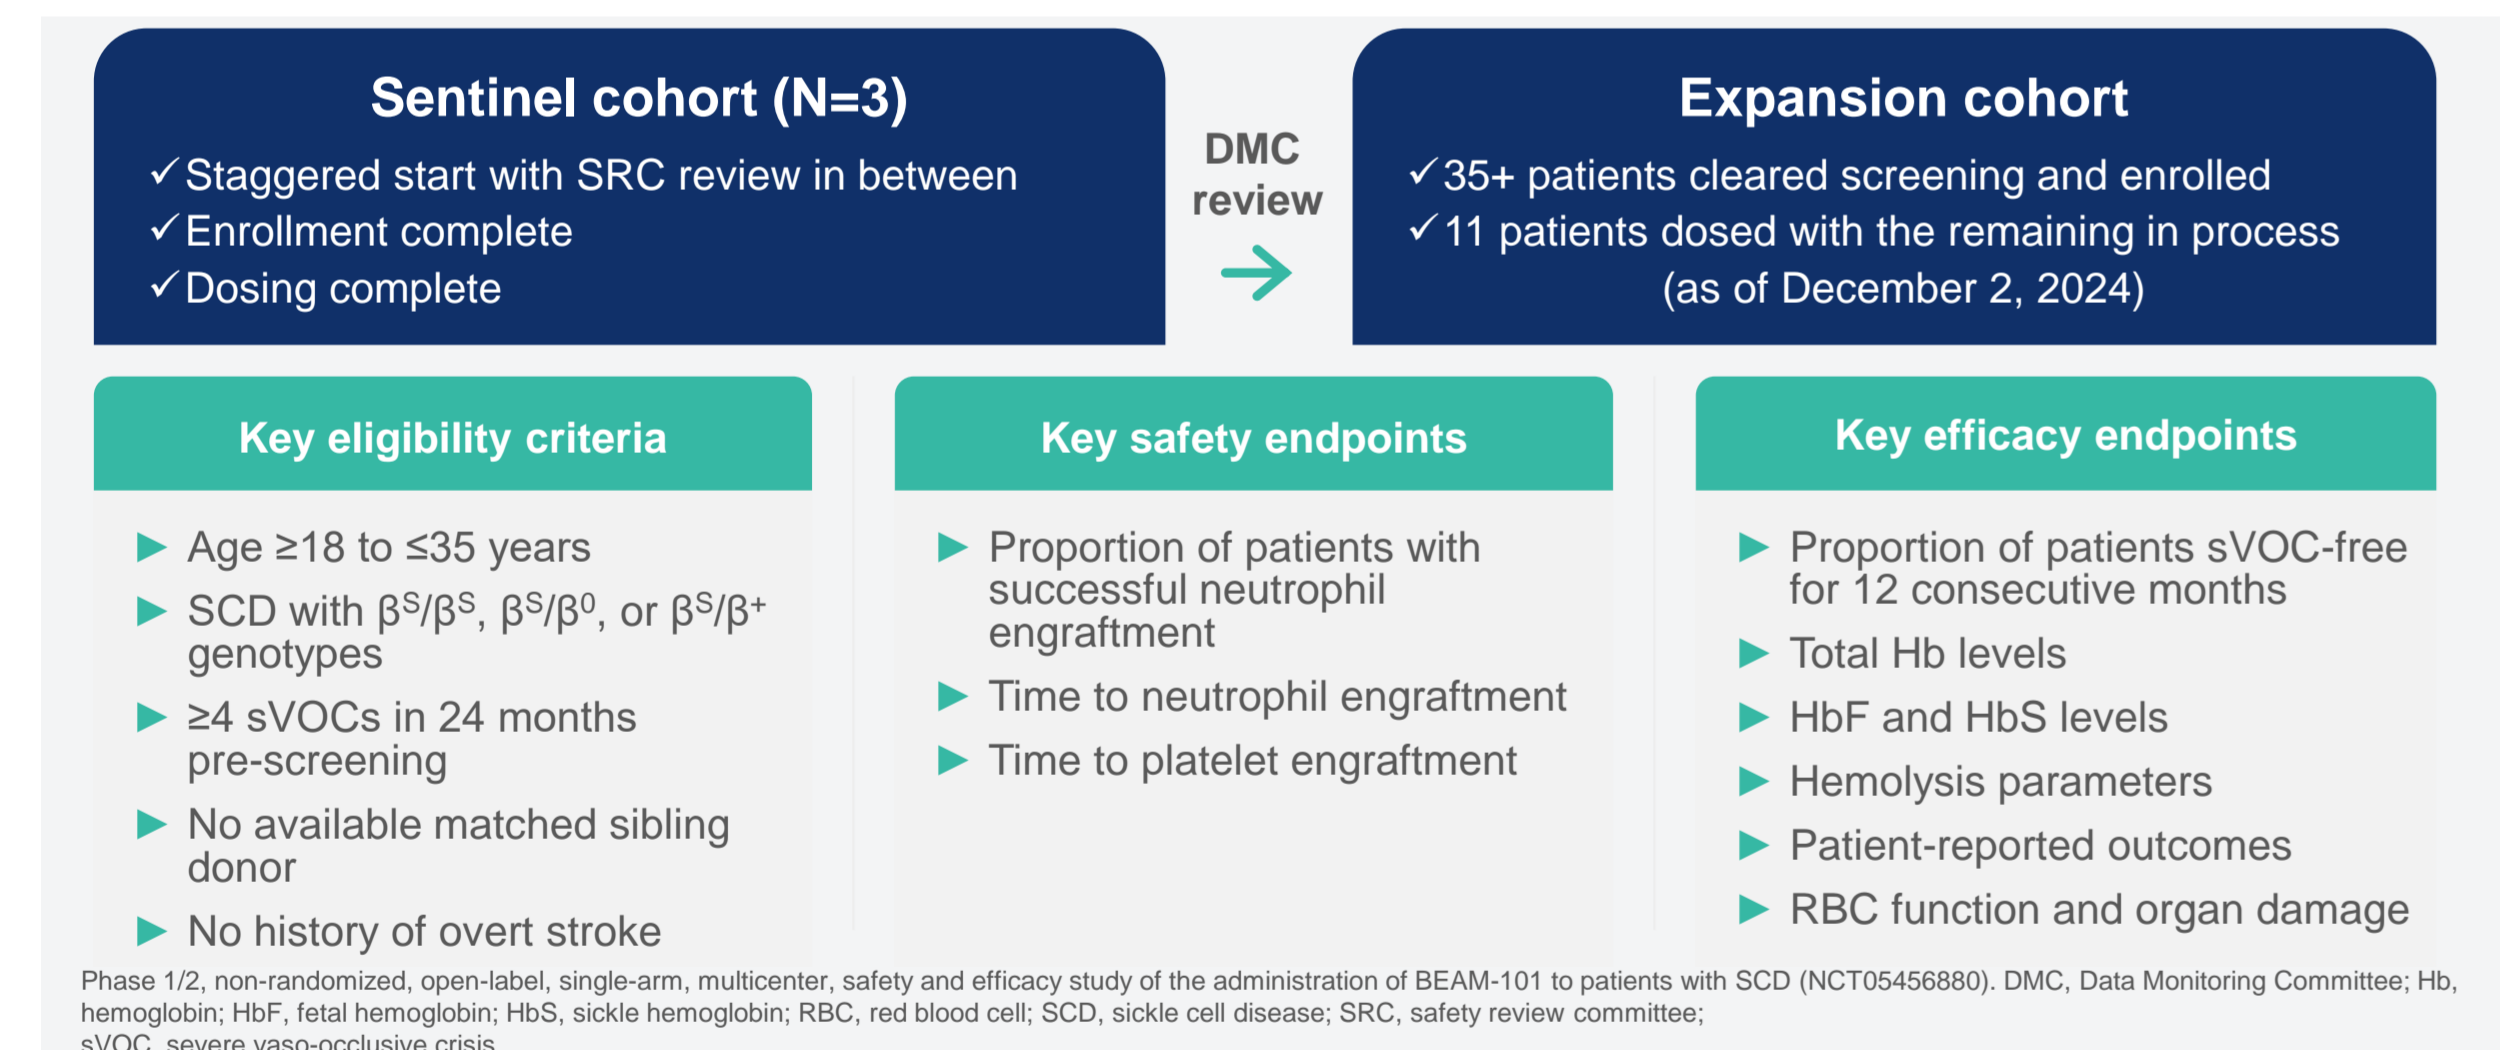 Sentinel cohort (N=3)
✓Staggered start with SRC review in between
✓Enrollment complete
✓Dosing complete
DMC
review
Expansion cohort
✓35+ patients cleared screening and enrolled
✓11 patients dosed with the remaining in process
(as of December 2, 2024)
Key eligibility criteria
► Age ≥18 to ≤35 years
► SCD with βˢ/βˢ, βˢ/β⁰, or βˢ/β⁺
genotypes
► ≥4 sVOCs in 24 months
pre-screening
► No available matched sibling
donor
► No history of overt stroke
Key safety endpoints
► Proportion of patients with
successful neutrophil
engraftment
► Time to neutrophil engraftment
► Time to platelet engraftment
Key efficacy endpoints
► Proportion of patients sVOC-free
for 12 consecutive months
► Total Hb levels
► HbF and HbS levels
► Hemolysis parameters
► Patient-reported outcomes
► RBC function and organ damage
Phase 1/2, non-randomized, open-label, single-arm, multicenter, safety and efficacy study of the administration of BEAM-101 to patients with SCD (NCT05456880). DMC, Data Monitoring Committee; Hb,
hemoglobin; HbF, fetal hemoglobin; HbS, sickle hemoglobin; RBC, red blood cell; SCD, sickle cell disease; SRC, safety review committee;
sVOC, severe vaso-occlusive crisis